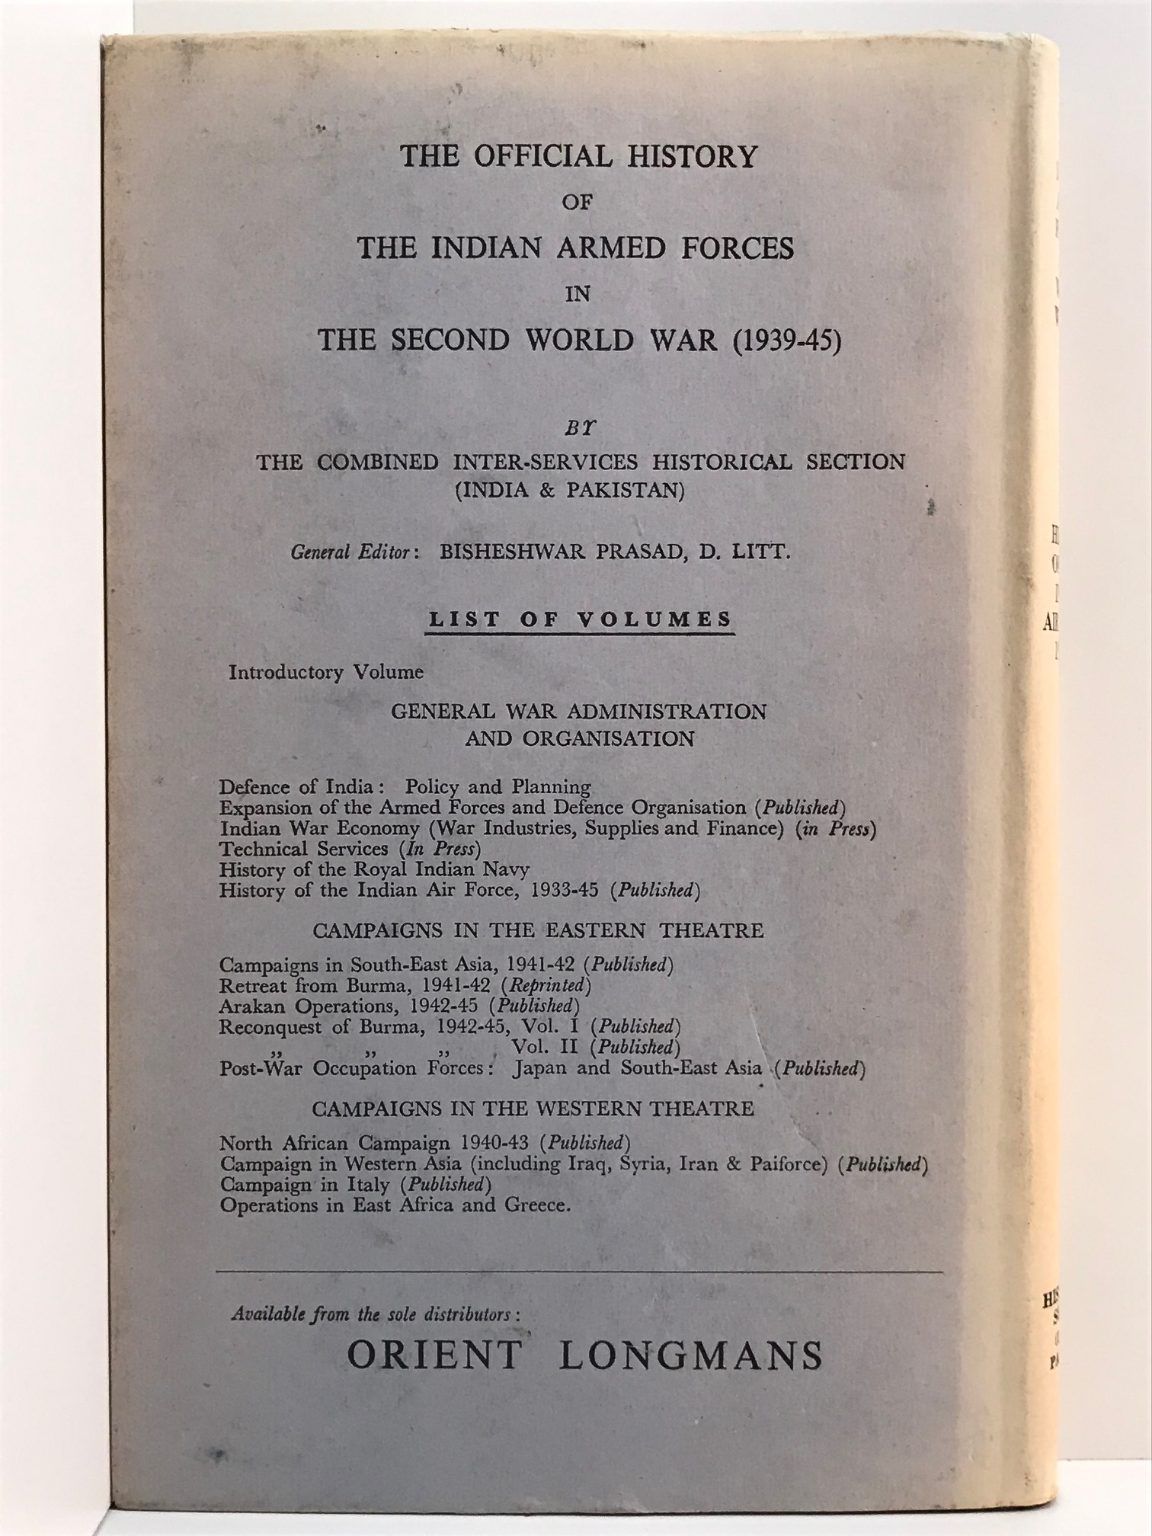 THE OFFICIAL HISTORY
OF
THE INDIAN ARMED FORCES
IN
THE SECOND WORLD WAR (1939-45)
BY
THE COMBINED INTER-SERVICES HISTORICAL SECTION
(INDIA & PAKISTAN)
General Editor: BISHESHWAR PRASAD, D. LITT.
LIST OF VOLUMES
Introductory Volume
GENERAL WAR ADMINISTRATION
AND ORGANISATION
Defence of India: Policy and Planning
Expansion of the Armed Forces and Defence Organisation (Published)
Indian War Economy (War Industries, Supplies and Finance) (in Press)
Technical Services (In Press)
History of the Royal Indian Navy
History of the Indian Air Force, 1933-45 (Published)
CAMPAIGNS IN THE EASTERN THEATRE
Campaigns in South-East Asia, 1941-42 (Published)
Retreat from Burma, 1941-42 (Reprinted)
Arakan Operations, 1942-45 (Published)
Reconquest of Burma, 1942-45, Vol. I (Published)
„ „ „ Vol. II (Published)
Post-War Occupation Forces: Japan and South-East Asia (Published)
CAMPAIGNS IN THE WESTERN THEATRE
North African Campaign 1940-43 (Published)
Campaign in Western Asia (including Iraq, Syria, Iran & Paiforce) (Published)
Campaign in Italy (Published)
Operations in East Africa and Greece.
Available from the sole distributors:
ORIENT LONGMANS